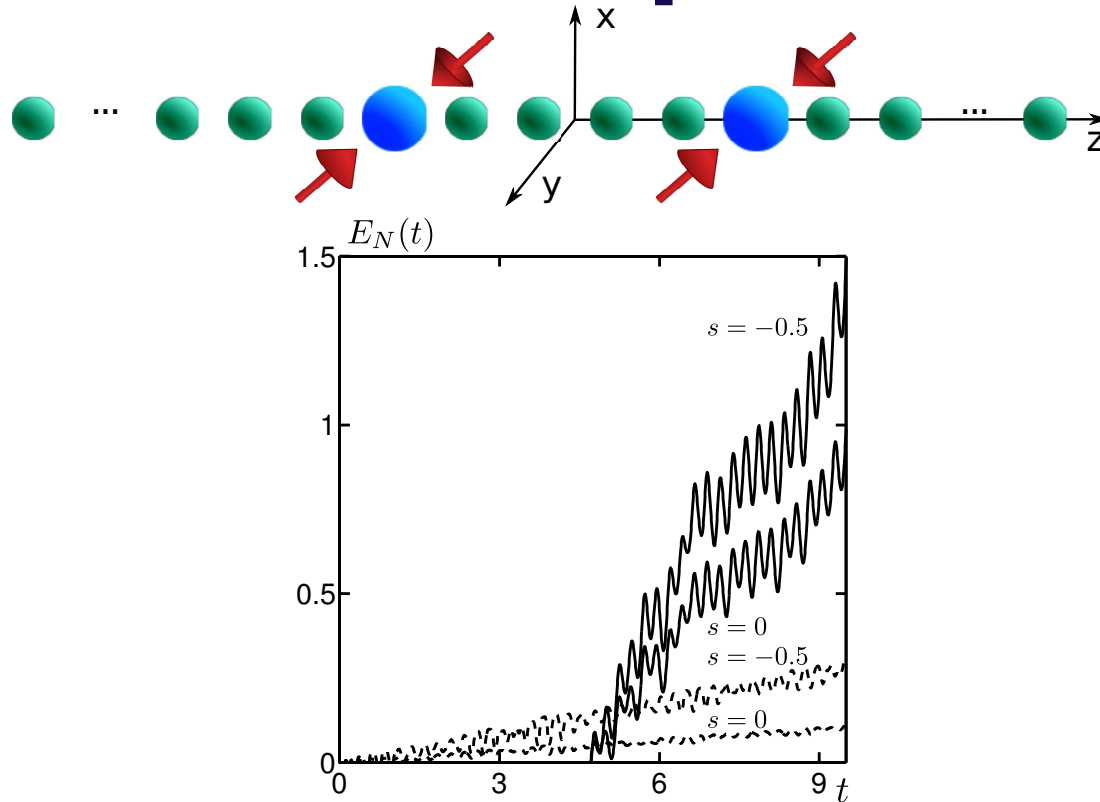 x
... ...
z
y
E_N(t)
1.5
s = −0.5
1
0.5
s = 0
s = −0.5
s = 0
0
0 3 6 9 t